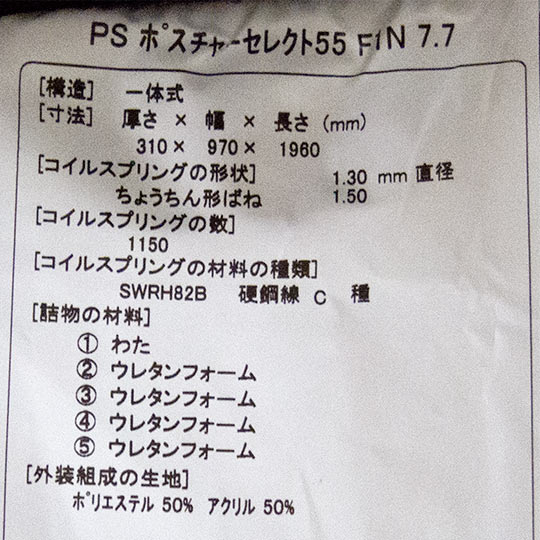 PS ポスチャーセレクト55 F1N 7.7
[構造] 一体式
[寸法] 厚さ × 幅 × 長さ (mm)
310× 970× 1960
[コイルスプリングの形状] 1.30 mm 直径
ちょうちん形ばね 1.50
[コイルスプリングの数]
1150
[コイルスプリングの材料の種類]
SWRH82B 硬鋼線 C 種
[詰物の材料]
① わた
② ウレタンフォーム
③ ウレタンフォーム
④ ウレタンフォーム
⑤ ウレタンフォーム
[外装組成の生地]
ポリエステル 50% アクリル 50%